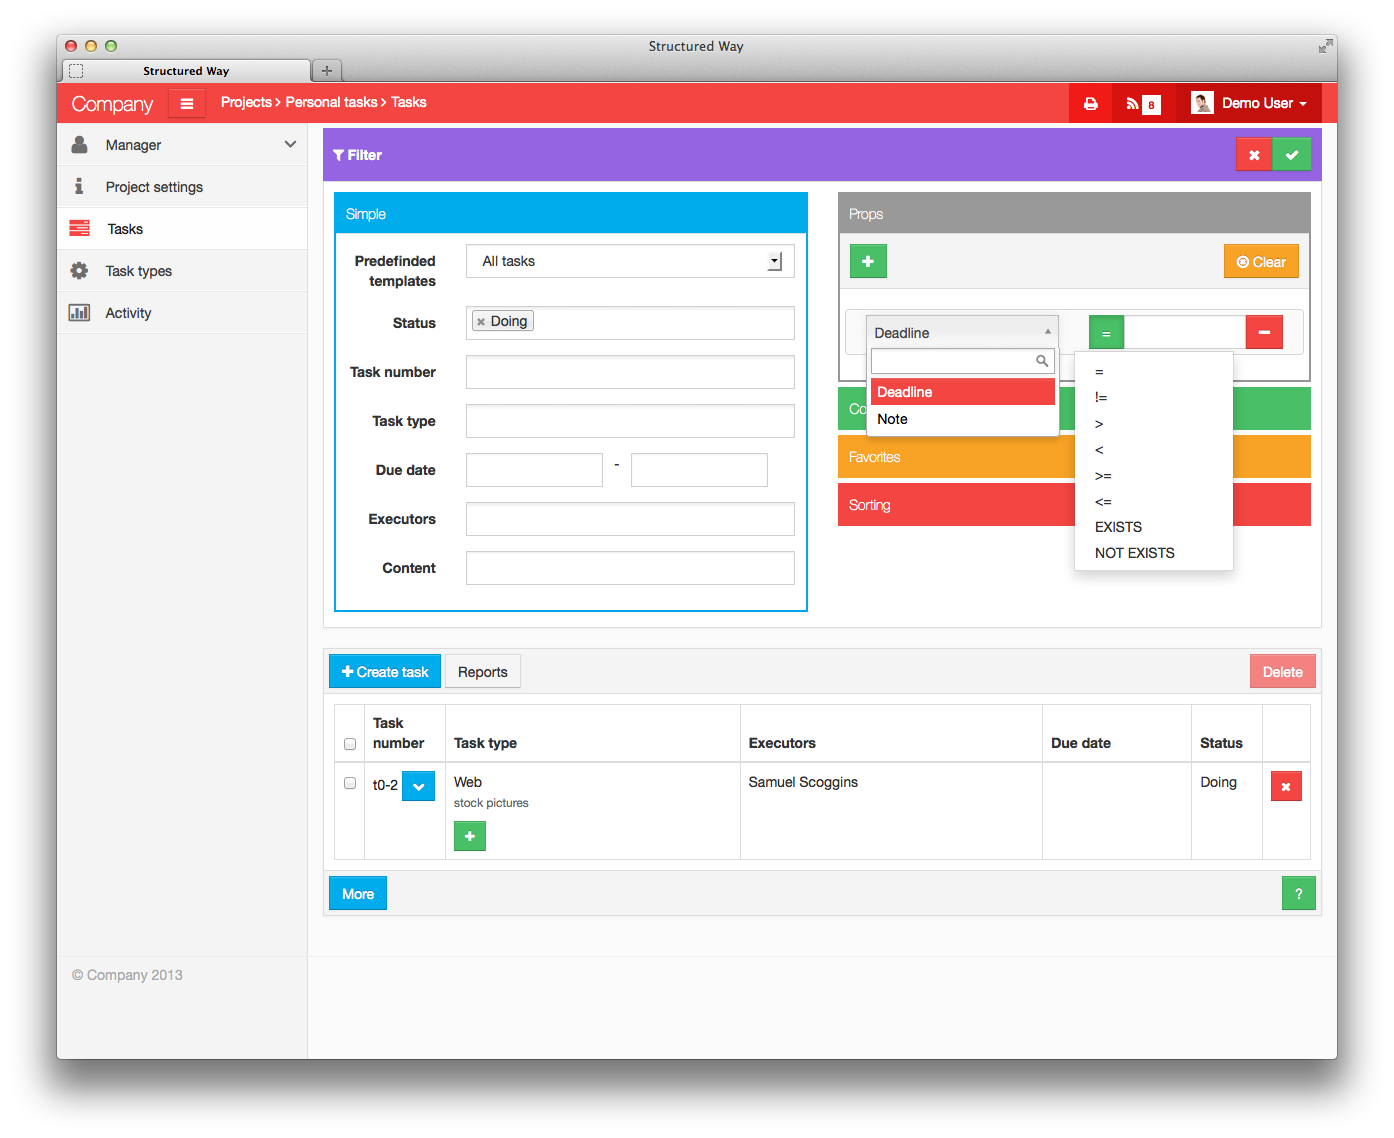 Structured Way
Structured Way
Company
Projects > Personal tasks > Tasks
8
Demo User
Manager
Project settings
Tasks
Task types
Activity
Filter
Simple
Predefinded
templates
All tasks
Status
× Doing
Task number
Task type
Due date
-
Executors
Content
Props
+
Clear
Deadline
=
Deadline
Note
=
!=
>
<
>=
<=
EXISTS
NOT EXISTS
Co
Favorites
Sorting
+ Create task
Reports
Delete
Task
number
Task type
Executors
Due date
Status
t0-2
Web
stock pictures
+
Samuel Scoggins
Doing
More
?
© Company 2013